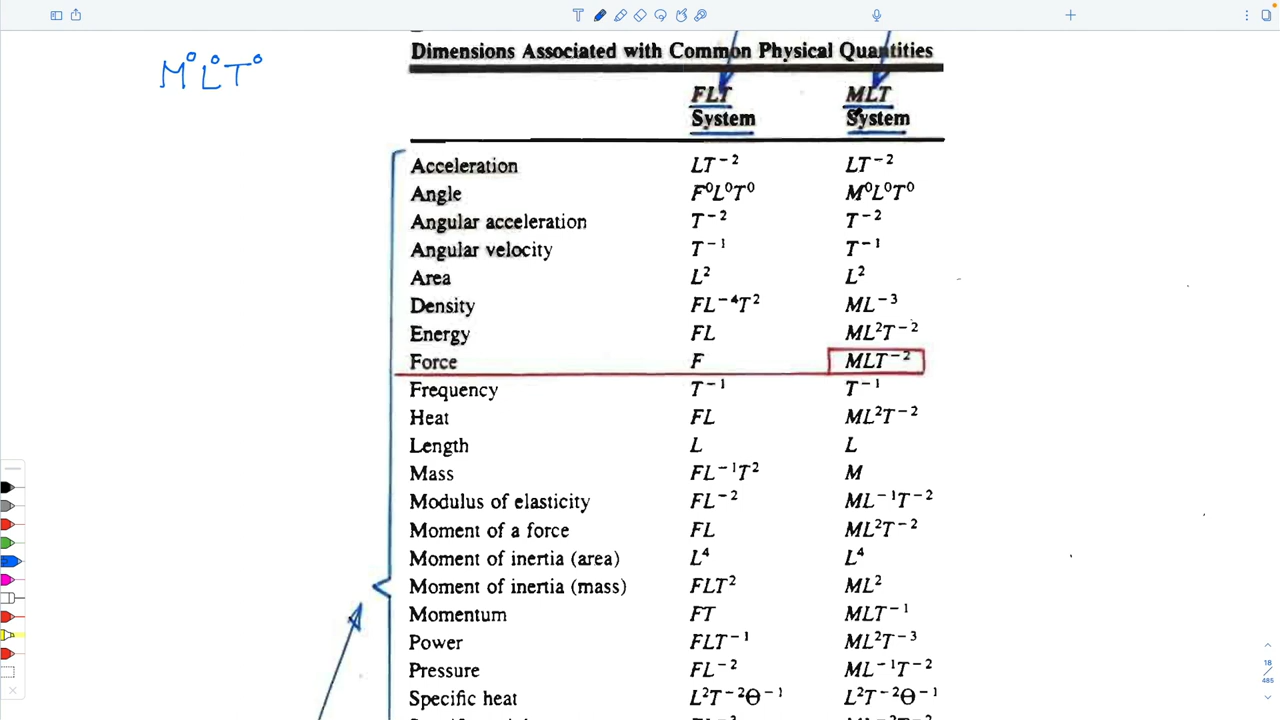 M⁰L⁰T⁰
Dimensions Associated with Common Physical Quantities
FLT System MLT System
Acceleration LT⁻² LT⁻²
Angle F⁰L⁰T⁰ M⁰L⁰T⁰
Angular acceleration T⁻² T⁻²
Angular velocity T⁻¹ T⁻¹
Area L² L²
Density FL⁻⁴T² ML⁻³
Energy FL ML²T⁻²
Force F MLT⁻²
Frequency T⁻¹ T⁻¹
Heat FL ML²T⁻²
Length L L
Mass FL⁻¹T² M
Modulus of elasticity FL⁻² ML⁻¹T⁻²
Moment of a force FL ML²T⁻²
Moment of inertia (area) L⁴ L⁴
Moment of inertia (mass) FLT² ML²
Momentum FT MLT⁻¹
Power FLT⁻¹ ML²T⁻³
Pressure FL⁻² ML⁻¹T⁻²
Specific heat L²T⁻²Θ⁻¹ L²T⁻²Θ⁻¹
18
/
485